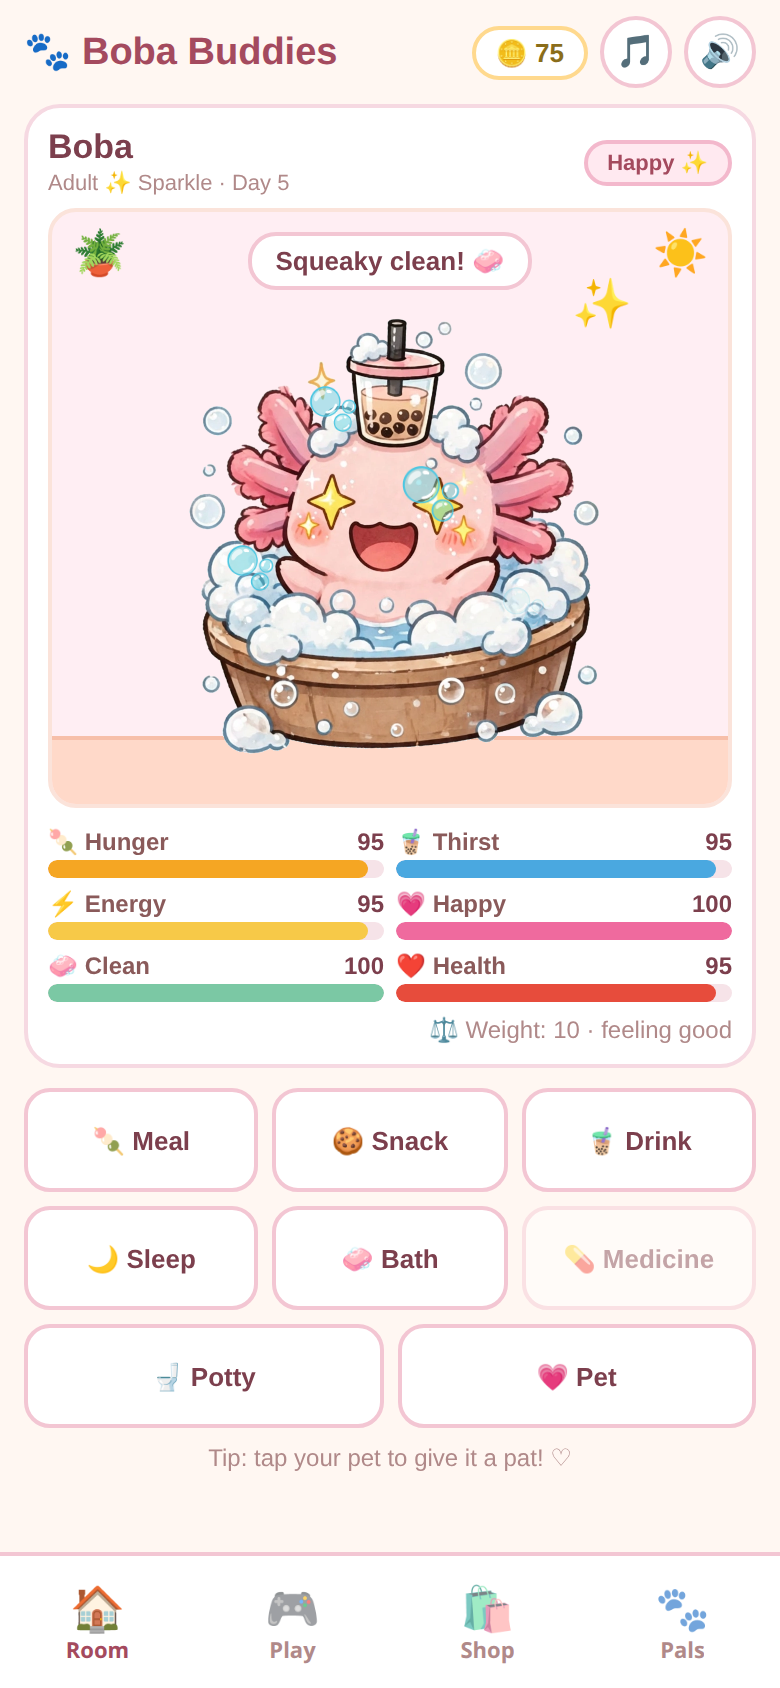 🐾 Boba Buddies
🪙 75
🎵
🔊
Boba
Adult ✨ Sparkle · Day 5
Happy ✨
Squeaky clean! 🧼
🍡 Hunger 95
🧋 Thirst 95
⚡ Energy 95
💗 Happy 100
🧼 Clean 100
❤️ Health 95
⚖️ Weight: 10 · feeling good
🍡 Meal
🍪 Snack
🧋 Drink
🌙 Sleep
🧼 Bath
💊 Medicine
🚽 Potty
💗 Pet
Tip: tap your pet to give it a pat! ♡
Room
Play
Shop
Pals